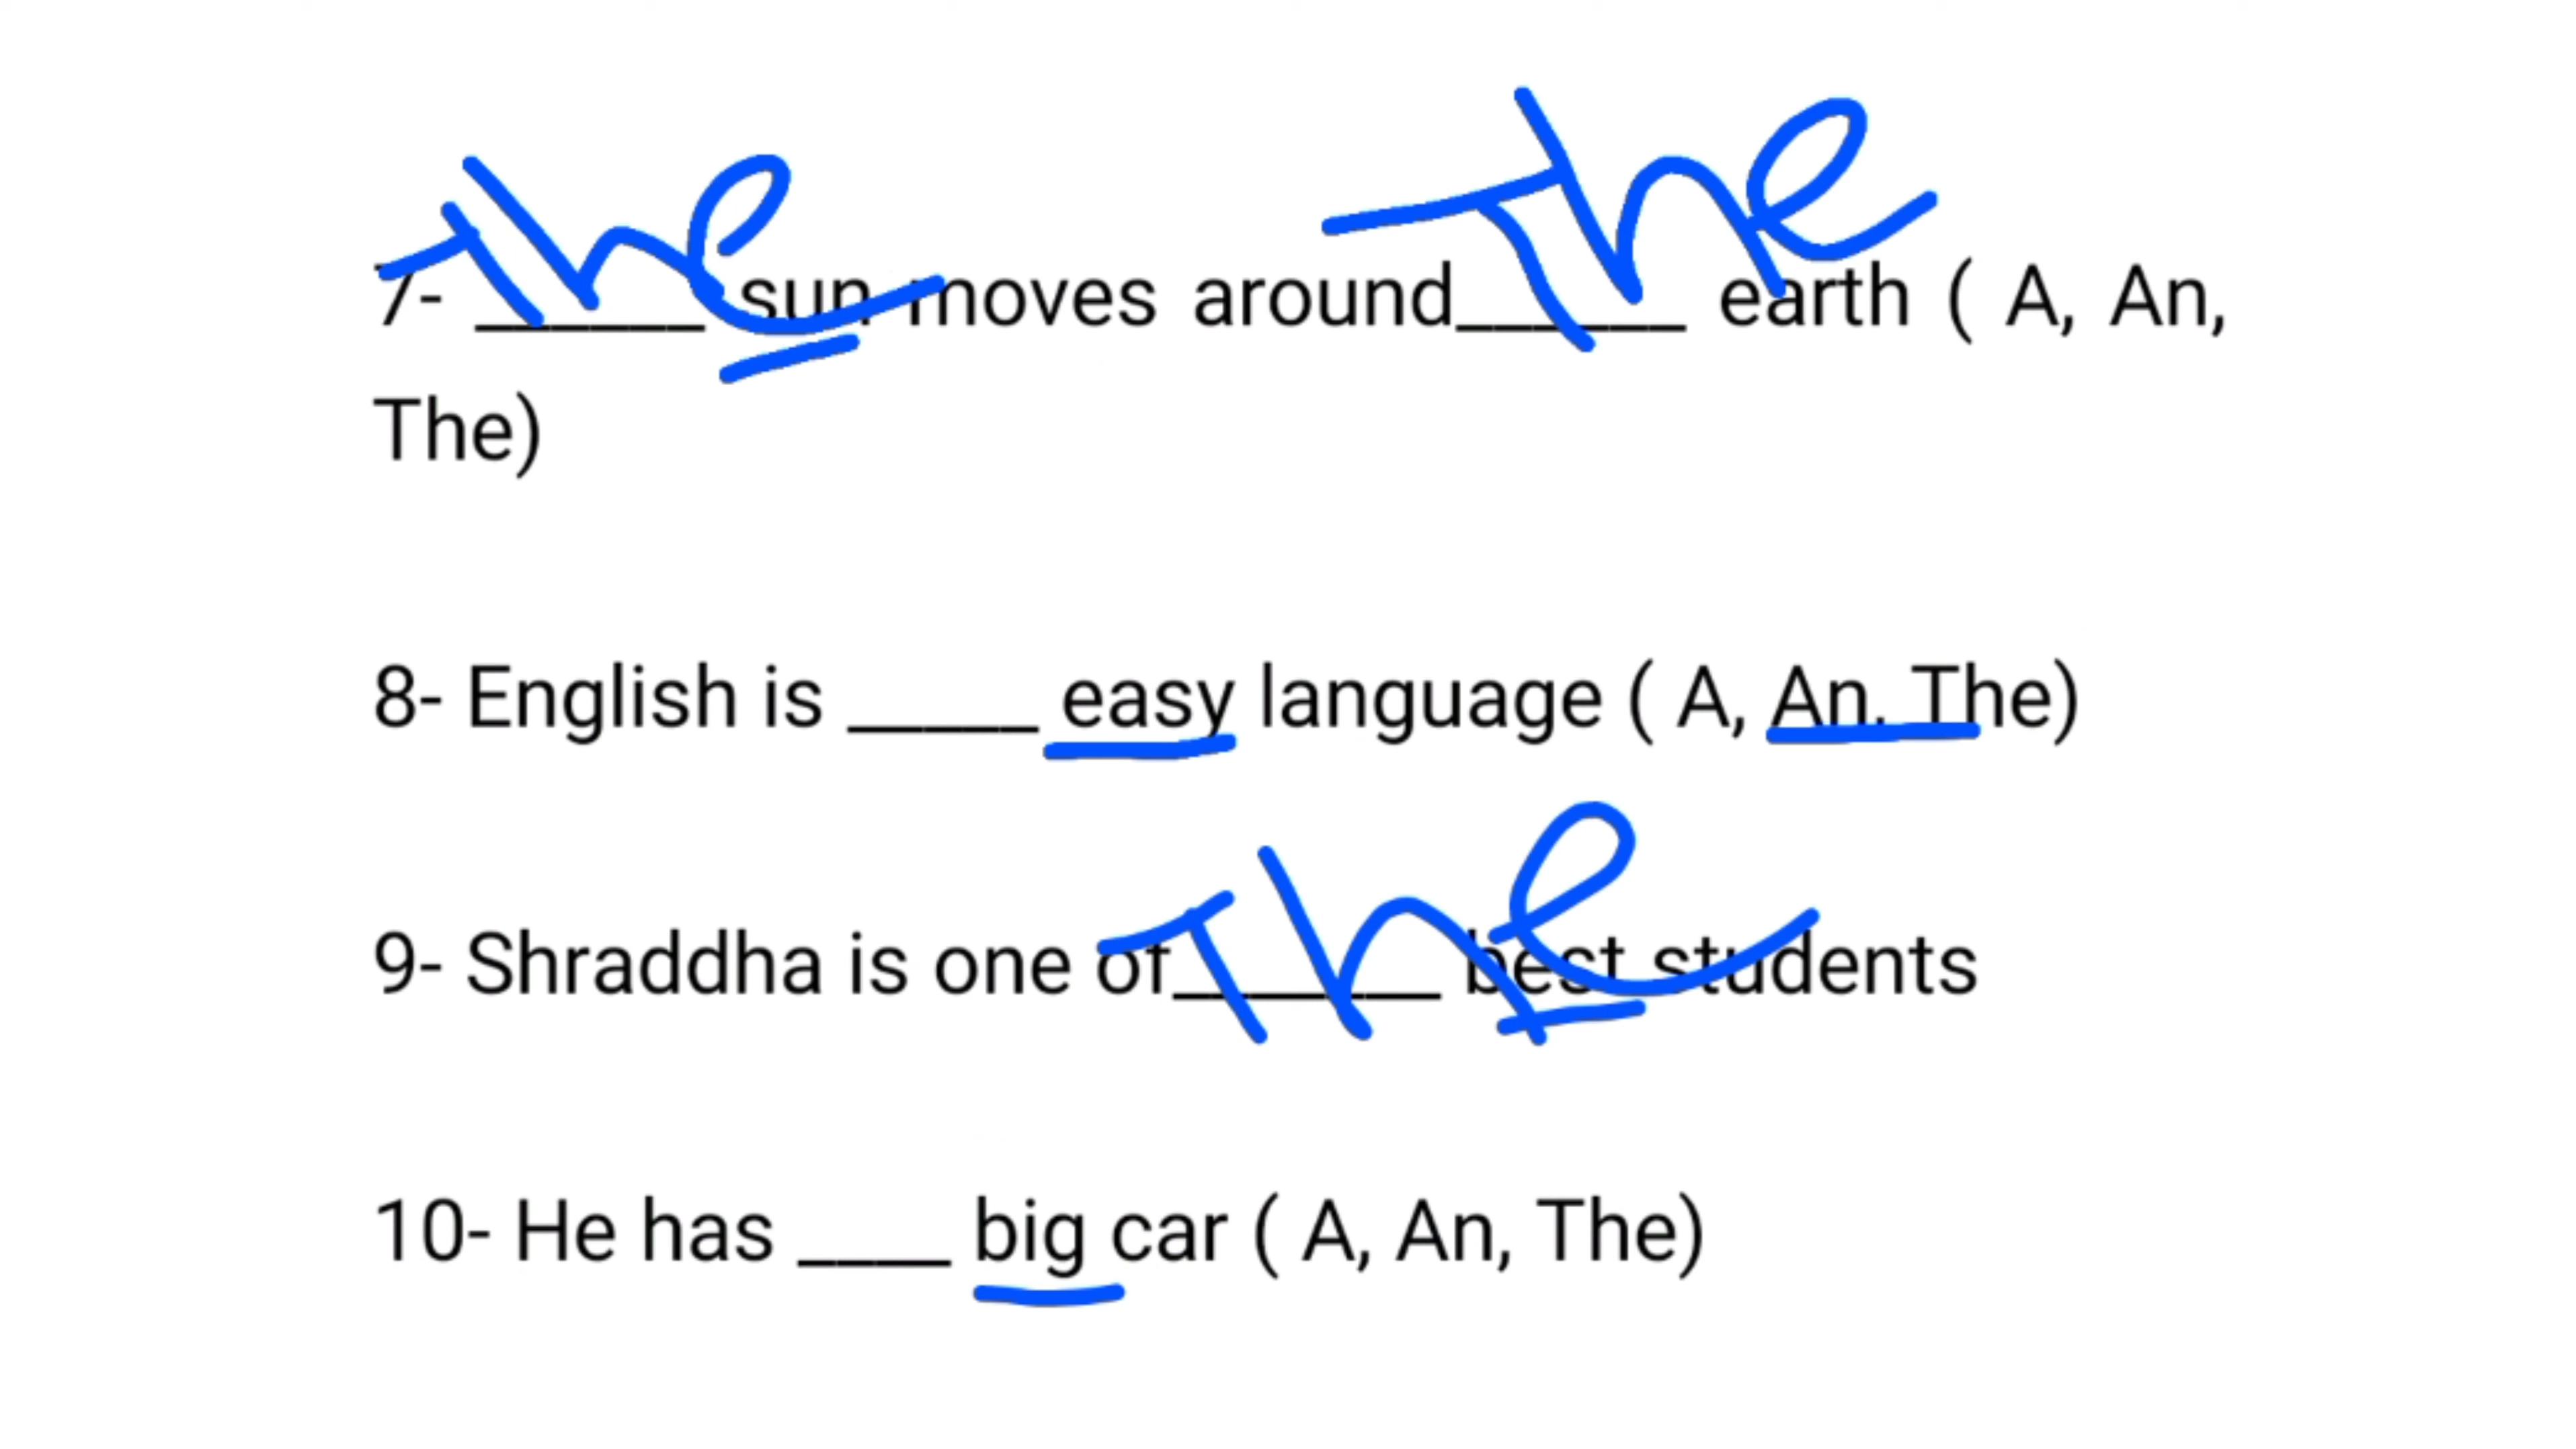 The The
7- ______ sun moves around______ earth ( A, An,
The)
8- English is _____ easy language ( A, An, The)
The
9- Shraddha is one of_______ best students
10- He has ____ big car ( A, An, The)